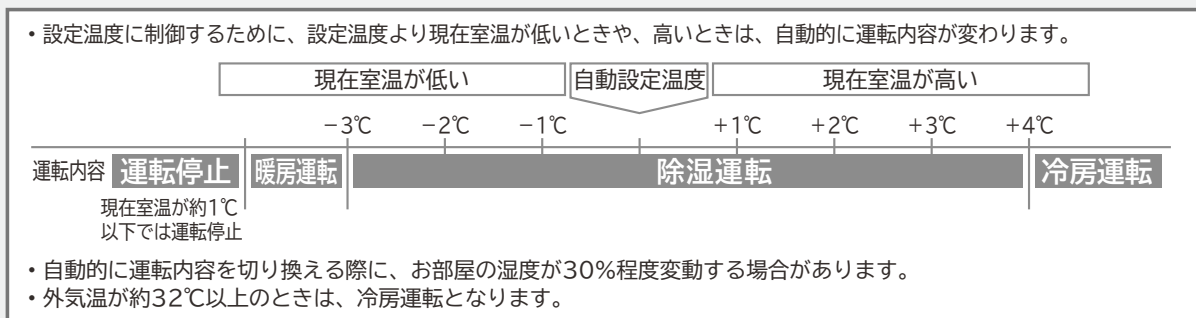 ・設定温度に制御するために、設定温度より現在室温が低いときや、高いときは、自動的に運転内容が変わります。
現在室温が低い 自動設定温度 現在室温が高い
−3℃ −2℃ −1℃ +1℃ +2℃ +3℃ +4℃
運転内容 運転停止 暖房運転 除湿運転 冷房運転
現在室温が約1℃
以下では運転停止
・自動的に運転内容を切り換える際に、お部屋の湿度が30%程度変動する場合があります。
・外気温が約32℃以上のときは、冷房運転となります。